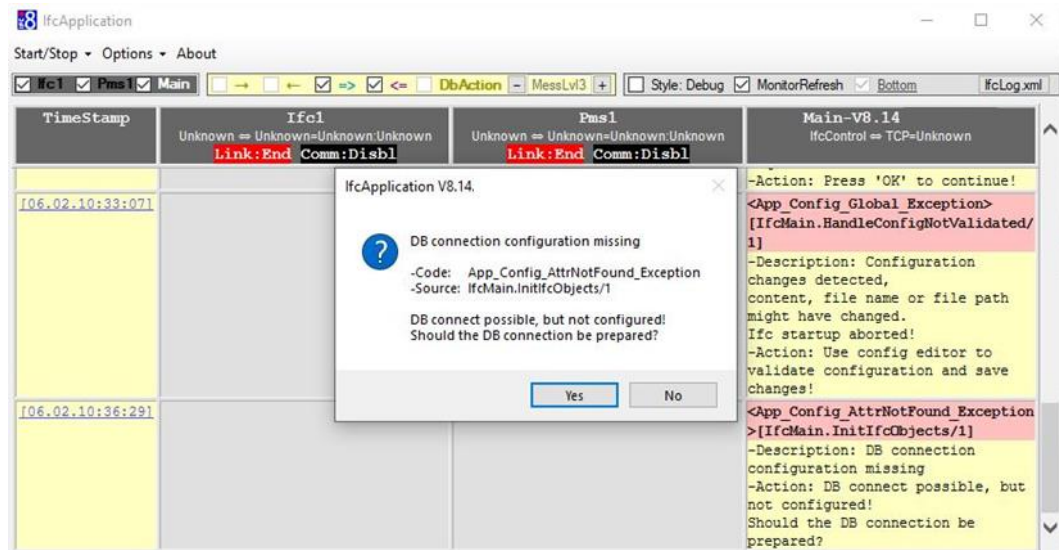 IfcApplication
Start/Stop Options About
Ifc1 Pms1 Main → ← => <= DbAction - MessLvl3 + Style: Debug MonitorRefresh Bottom IfcLog.xml
TimeStamp
Ifc1
Unknown ⇔ Unknown=Unknown:Unknown
Link:End Comm:Disbl
Pms1
Unknown ⇔ Unknown=Unknown:Unknown
Link:End Comm:Disbl
Main-V8.14
IfcControl ⇔ TCP=Unknown
-Action: Press 'OK' to continue!
[06.02.10:33:07]
<App_Config_Global_Exception>
[IfcMain.HandleConfigNotValidated/
1]
-Description: Configuration
changes detected,
content, file name or file path
might have changed.
Ifc startup aborted!
-Action: Use config editor to
validate configuration and save
changes!
[06.02.10:36:29]
<App_Config_AttrNotFound_Exception
>[IfcMain.InitIfcObjects/1]
-Description: DB connection
configuration missing
-Action: DB connect possible, but
not configured!
Should the DB connection be
prepared?
IfcApplication V8.14.
DB connection configuration missing
-Code: App_Config_AttrNotFound_Exception
-Source: IfcMain.InitIfcObjects/1
DB connect possible, but not configured!
Should the DB connection be prepared?
Yes No